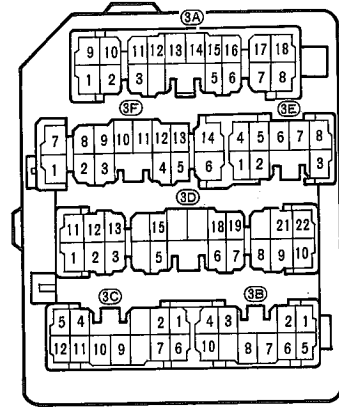 3A
9 10 11 12 13 14 15 16 17 18
1 2 3 5 6 7 8
3F 3E
7 8 9 10 11 12 13 14 4 5 6 7 8
1 2 3 4 5 6 1 2 3
3D
11 12 13 15 18 19 21 22
1 2 3 5 6 7 8 9 10
3C 3B
5 4 2 1 4 3 2 1
12 11 10 9 7 6 10 8 7 6 5